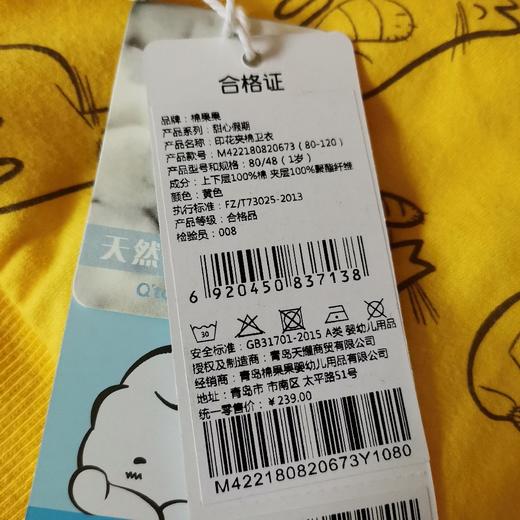 合格证
品牌：棉果果
产品系列：甜心假期
产品名称：印花夹棉卫衣
产品款号：M422180820673（80-120）
产品型号和规格：80/48（1岁）
成分：上下层100%棉 夹层100%聚酯纤维
颜色：黄色
执行标准：FZ/T73025-2013
产品等级：合格品
检验员：008
6 920450 837138
30
安全标准：GB31701-2015 A类 婴幼儿用品
授权及制造商：青岛天耀商贸有限公司
经销商：青岛棉果果婴幼儿用品有限公司
地址：青岛市 市南区 太平路51号
统一零售价：￥239.00
M422180820673Y1080
天然